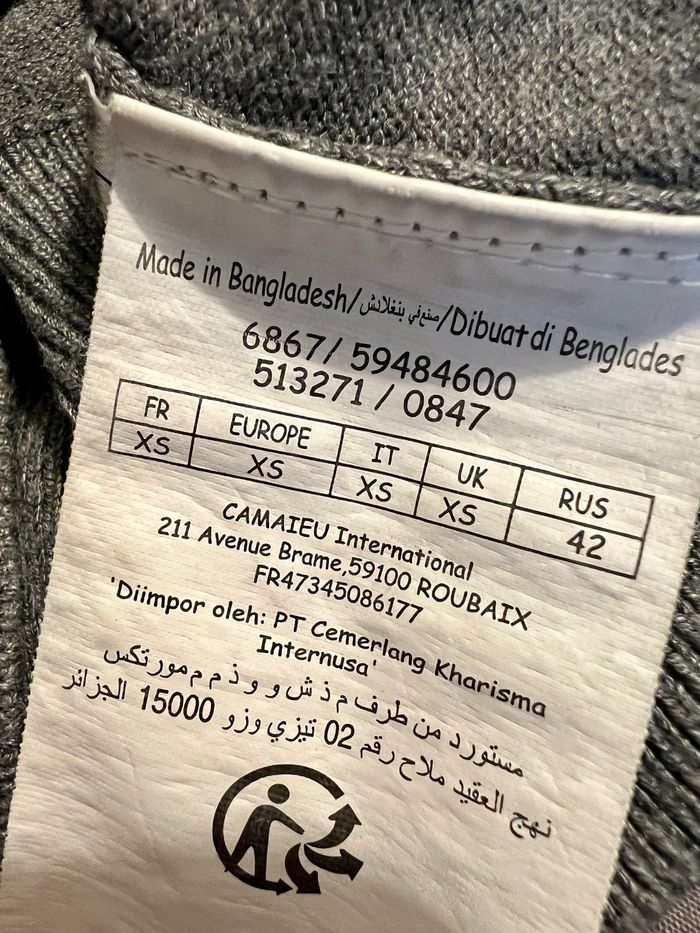 Made in Bangladesh/صنع في بنغلادش/Dibuat di Benglades
6867/ 59484600
513271 / 0847
FR EUROPE IT UK RUS
XS XS XS XS 42
CAMAIEU International
211 Avenue Brame,59100 ROUBAIX
FR47345086177
'Diimpor oleh: PT Cemerlang Kharisma
Internusa'
مستورد من طرف م ذ ش و و ذ م م مورتكس
نهج العقيد ملاح رقم 02 تيزي وزو 15000 الجزائر